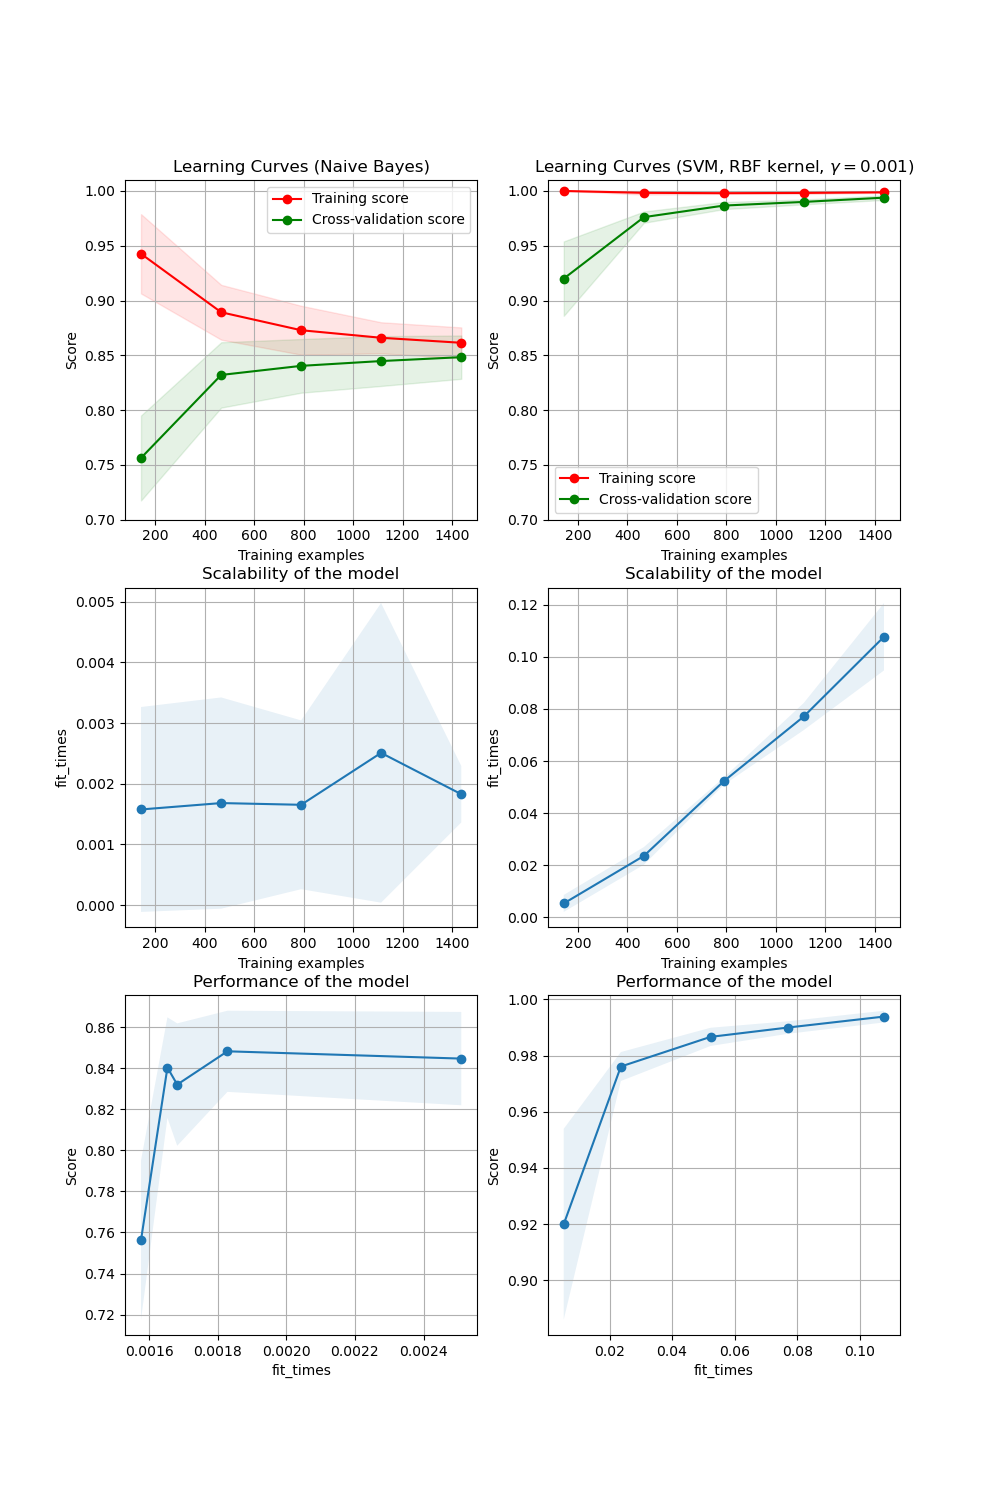 Learning Curves (Naive Bayes)
1.00
0.95
0.90
0.85
0.80
0.75
0.70
Score
Training score
Cross-validation score
200 400 600 800 1000 1200 1400
Training examples
Learning Curves (SVM, RBF kernel, γ = 0.001)
1.00
0.95
0.90
0.85
0.80
0.75
0.70
Score
Training score
Cross-validation score
200 400 600 800 1000 1200 1400
Training examples
Scalability of the model
0.005
0.004
0.003
0.002
0.001
0.000
fit_times
200 400 600 800 1000 1200 1400
Training examples
Scalability of the model
0.12
0.10
0.08
0.06
0.04
0.02
0.00
fit_times
200 400 600 800 1000 1200 1400
Training examples
Performance of the model
0.86
0.84
0.82
0.80
0.78
0.76
0.74
0.72
Score
0.0016 0.0018 0.0020 0.0022 0.0024
fit_times
Performance of the model
1.00
0.98
0.96
0.94
0.92
0.90
Score
0.02 0.04 0.06 0.08 0.10
fit_times